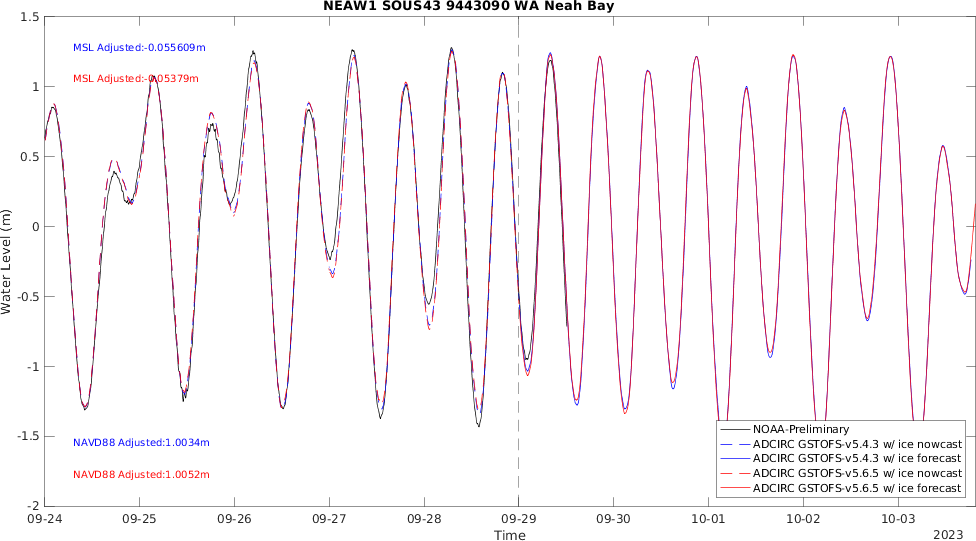 NEAW1 SOUS43 9443090 WA Neah Bay
1.5
1
0.5
0
-0.5
-1
-1.5
-2
Water Level (m)
MSL Adjusted:-0.055609m
MSL Adjusted:-0.05379m
NAVD88 Adjusted:1.0034m
NAVD88 Adjusted:1.0052m
NOAA-Preliminary
ADCIRC GSTOFS-v5.4.3 w/ ice nowcast
ADCIRC GSTOFS-v5.4.3 w/ ice forecast
ADCIRC GSTOFS-v5.6.5 w/ ice nowcast
ADCIRC GSTOFS-v5.6.5 w/ ice forecast
09-24 09-25 09-26 09-27 09-28 09-29 09-30 10-01 10-02 10-03
Time
2023